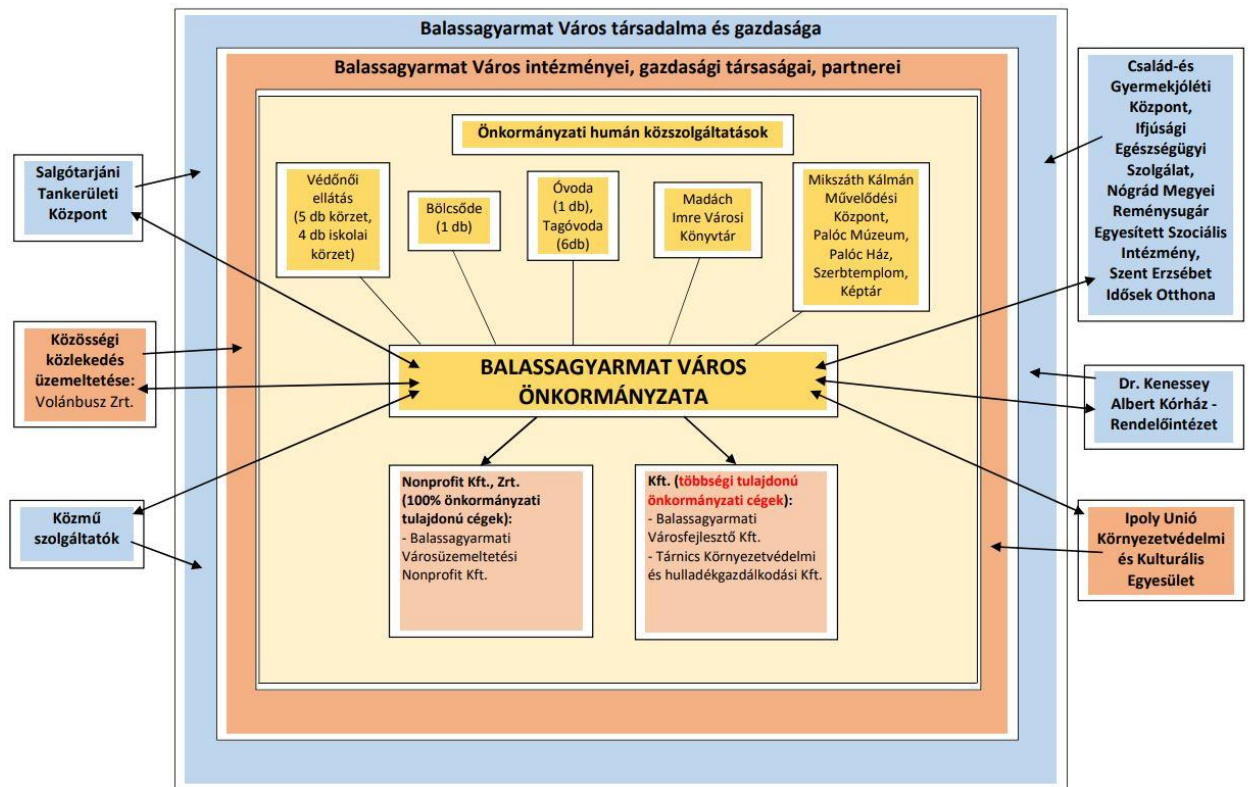 Balassagyarmat Város társadalma és gazdasága
Balassagyarmat Város intézményei, gazdasági társaságai, partnerei
Önkormányzati humán közszolgáltatások
Védőnői
ellátás
(5 db körzet,
4 db iskolai
körzet)
Bölcsőde
(1 db)
Óvoda
(1 db),
Tagóvoda
(6db)
Madách
Imre Városi
Könyvtár
Mikszáth Kálmán
Művelődési
Központ,
Palóc Múzeum,
Palóc Ház,
Szerbtemplom,
Képtár
Salgótarjáni
Tankerületi
Központ
Közösségi
közlekedés
üzemeltetése:
Volánbusz Zrt.
Közmű
szolgáltatók
BALASSAGYARMAT VÁROS
ÖNKORMÁNYZATA
Nonprofit Kft., Zrt.
(100% önkormányzati
tulajdonú cégek):
- Balassagyarmati
Városüzemeltetési
Nonprofit Kft.
Kft. (többségi tulajdonú
önkormányzati cégek):
- Balassagyarmati
Városfejlesztő Kft.
- Tárnics Környezetvédelmi
és hulladékgazdálkodási Kft.
Család-és
Gyermekjóléti
Központ,
Ifjúsági
Egészségügyi
Szolgálat,
Nógrád Megyei
Reménysugár
Egyesített Szociális
Intézmény,
Szent Erzsébet
Idősek Otthona
Dr. Kenessey
Albert Kórház -
Rendelőintézet
Ipoly Unió
Környezetvédelmi
és Kulturális
Egyesület